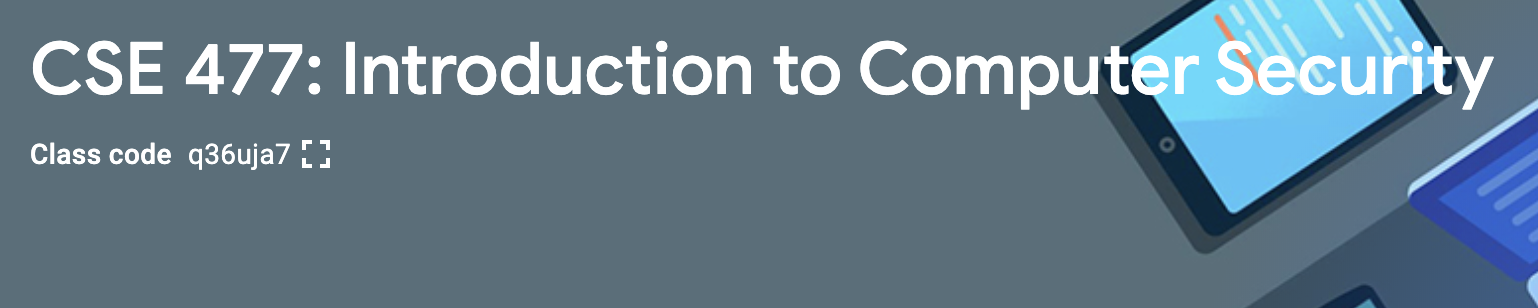 CSE 477: Introduction to Computer Security
Class code q36uja7